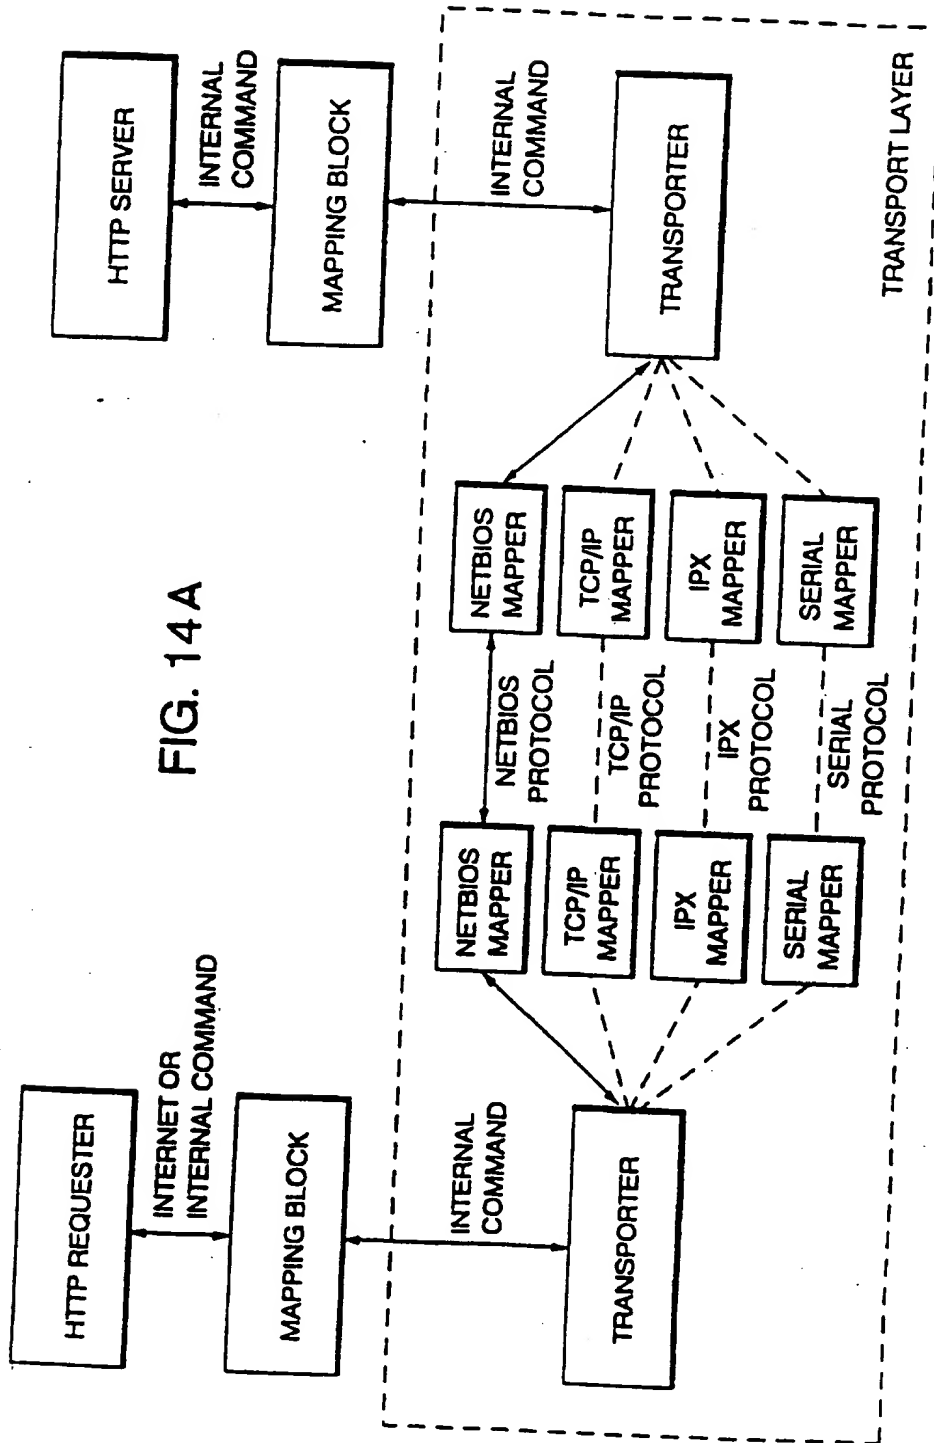 FIG. 14A
HTTP REQUESTER
INTERNET OR
INTERNAL COMMAND
MAPPING BLOCK
INTERNAL
COMMAND
TRANSPORTER
HTTP SERVER
INTERNAL
COMMAND
MAPPING BLOCK
INTERNAL
COMMAND
TRANSPORTER
NETBIOS
MAPPER
NETBIOS
PROTOCOL
NETBIOS
MAPPER
TCP/IP
MAPPER
TCP/IP
PROTOCOL
TCP/IP
MAPPER
IPX
MAPPER
IPX
PROTOCOL
IPX
MAPPER
SERIAL
MAPPER
SERIAL
PROTOCOL
SERIAL
MAPPER
TRANSPORT LAYER